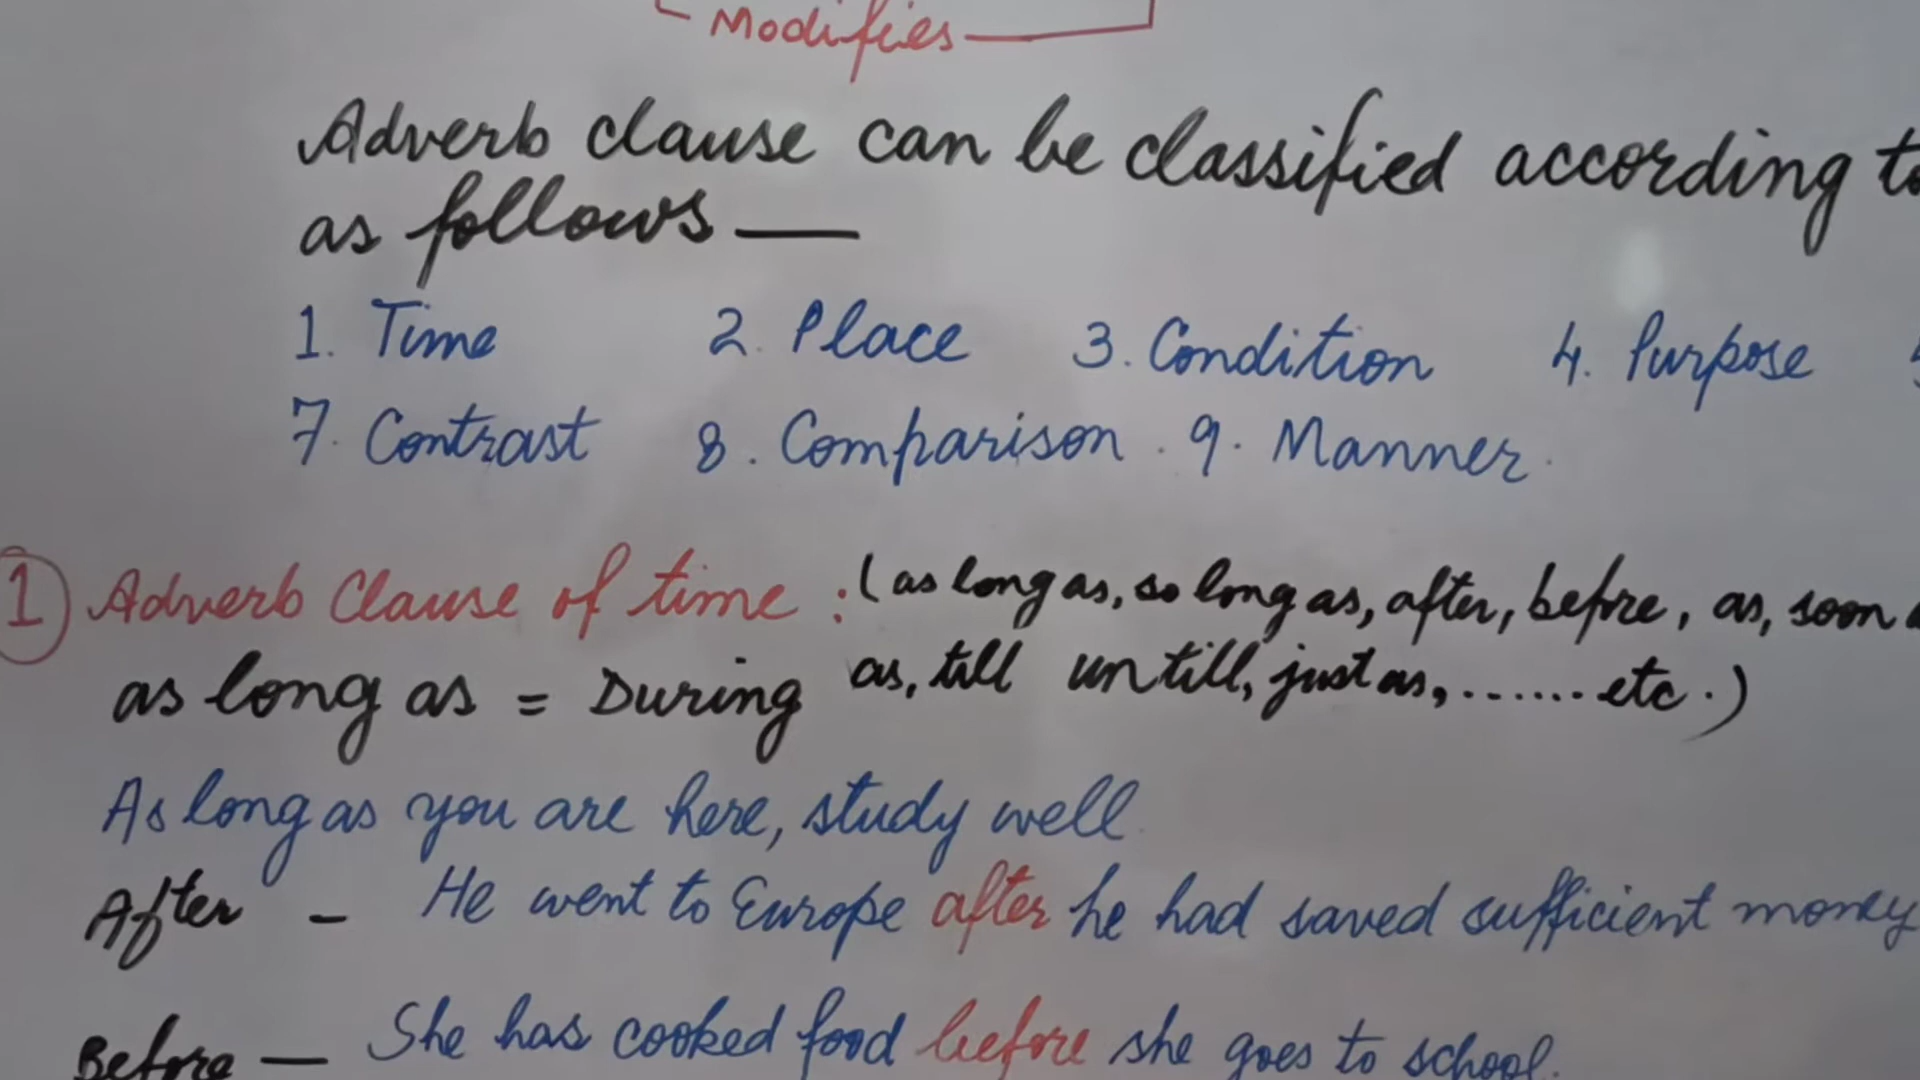 Modifies
Adverb clause can be classified according to
as follows —
1. Time 2. Place 3. Condition 4. Purpose
7. Contrast 8. Comparison. 9. Manner.
1 Adverb Clause of time : (as long as, so long as, after, before, as, soon
as, till untill, just as, ...... etc.)
as long as = During
As long as you are here, study well.
After – He went to Europe after he had saved sufficient money
Before — She has cooked food before she goes to school.